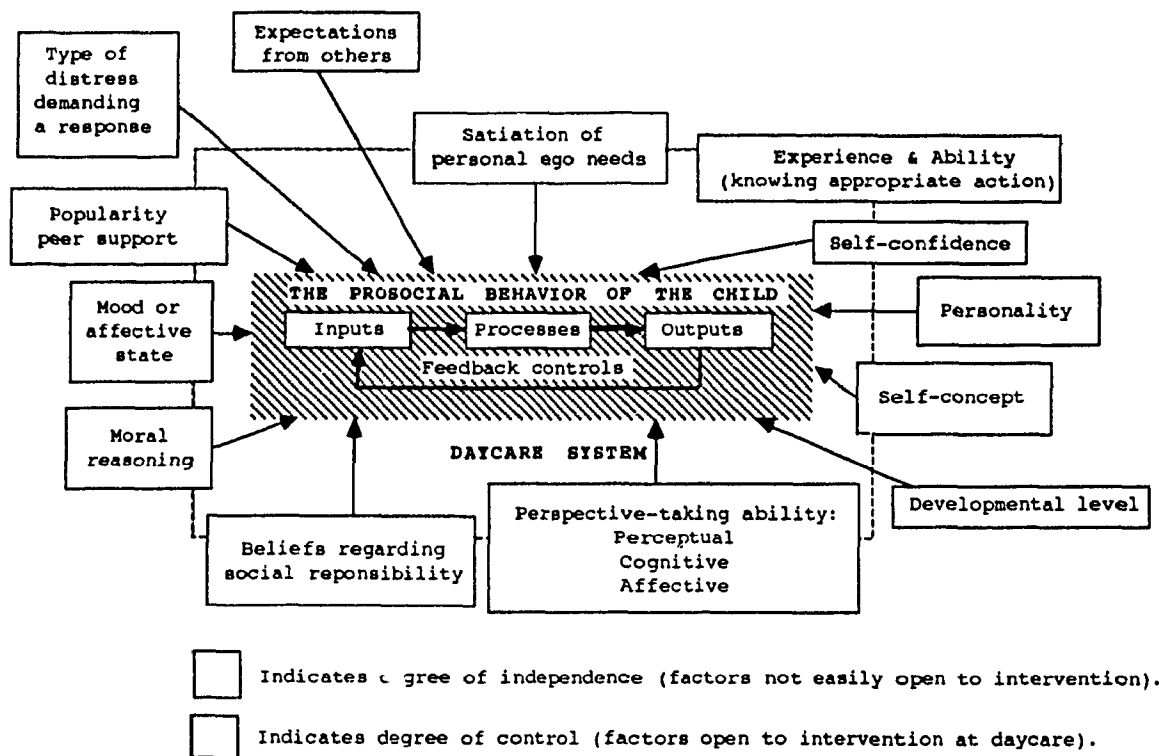 Expectations
from others
Type of
distress
demanding
a response
Satiation of
personal ego needs
Experience & Ability
(knowing appropriate action)
Popularity
peer support
Self-confidence
Mood or
affective
state
THE PROSOCIAL BEHAVIOR OF THE CHILD
Inputs
Processes
Outputs
Feedback controls
Personality
Self-concept
Moral
reasoning
DAYCARE SYSTEM
Developmental level
Beliefs regarding
social reponsibility
Perspective-taking ability:
Perceptual
Cognitive
Affective
Indicates gree of independence (factors not easily open to intervention).
Indicates degree of control (factors open to intervention at daycare).